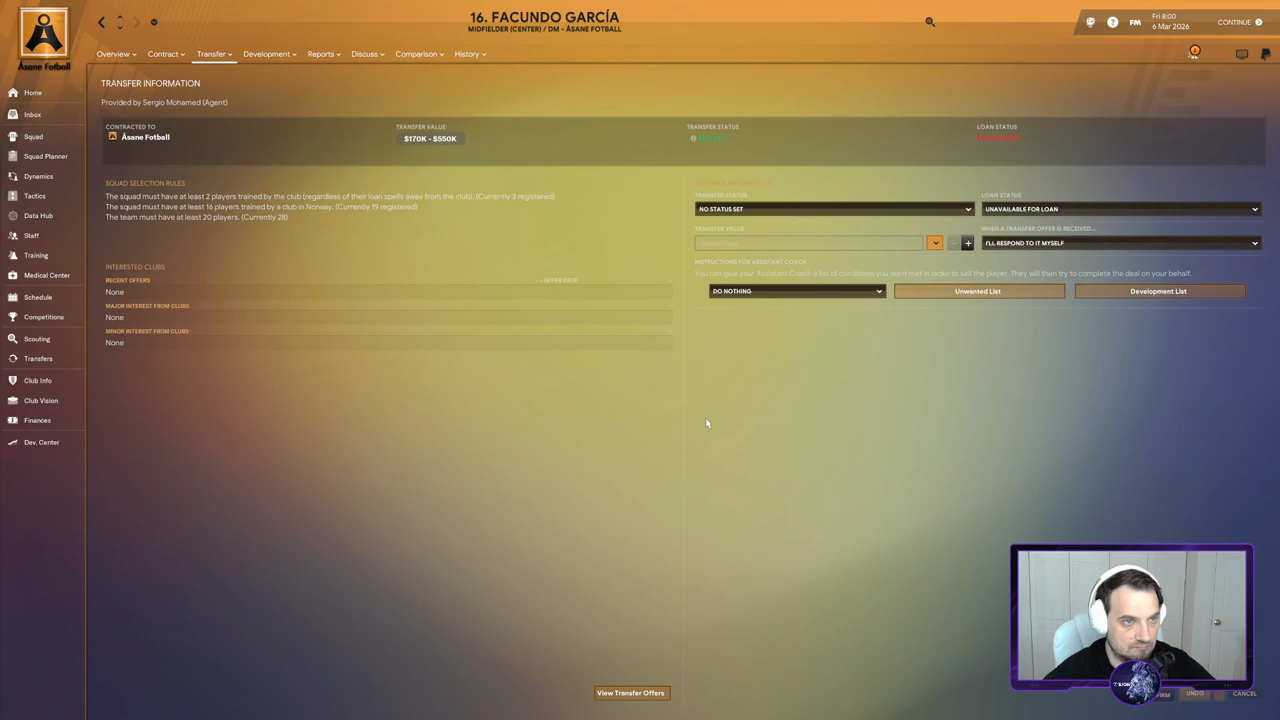 16. FACUNDO GARCÍA
MIDFIELDER (CENTER) / DM - ÅSANE FOTBALL
FM
Fri 8:00
6 Mar 2026
CONTINUE
Åsane Fotball
Overview
Contract
Transfer
Development
Reports
Discuss
Comparison
History
Home
Inbox
Squad
Squad Planner
Dynamics
Tactics
Data Hub
Staff
Training
Medical Center
Schedule
Competitions
Scouting
Transfers
Club Info
Club Vision
Finances
Dev. Center
TRANSFER INFORMATION
Provided by Sergio Mohamed (Agent)
CONTRACTED TO
Åsane Fotball
TRANSFER VALUE
$170K - $550K
TRANSFER STATUS
LOAN STATUS
SQUAD SELECTION RULES
The squad must have at least 2 players trained by the club (regardless of their loan spells away from the club). (Currently 3 registered)
The squad must have at least 16 players trained by a club in Norway. (Currently 19 registered)
The team must have at least 20 players. (Currently 28)
INTERESTED CLUBS
RECENT OFFERS
- - OFFER DATE
None
MAJOR INTEREST FROM CLUBS
None
MINOR INTEREST FROM CLUBS
None
TRANSFER STATUS
NO STATUS SET
LOAN STATUS
UNAVAILABLE FOR LOAN
TRANSFER VALUE
WHEN A TRANSFER OFFER IS RECEIVED...
I'LL RESPOND TO IT MYSELF
INSTRUCTIONS FOR ASSISTANT COACH
You can give your Assistant Coach a list of conditions you want met in order to sell the player. They will then try to complete the deal on your behalf.
DO NOTHING
Unwanted List
Development List
View Transfer Offers
UNDO
CANCEL